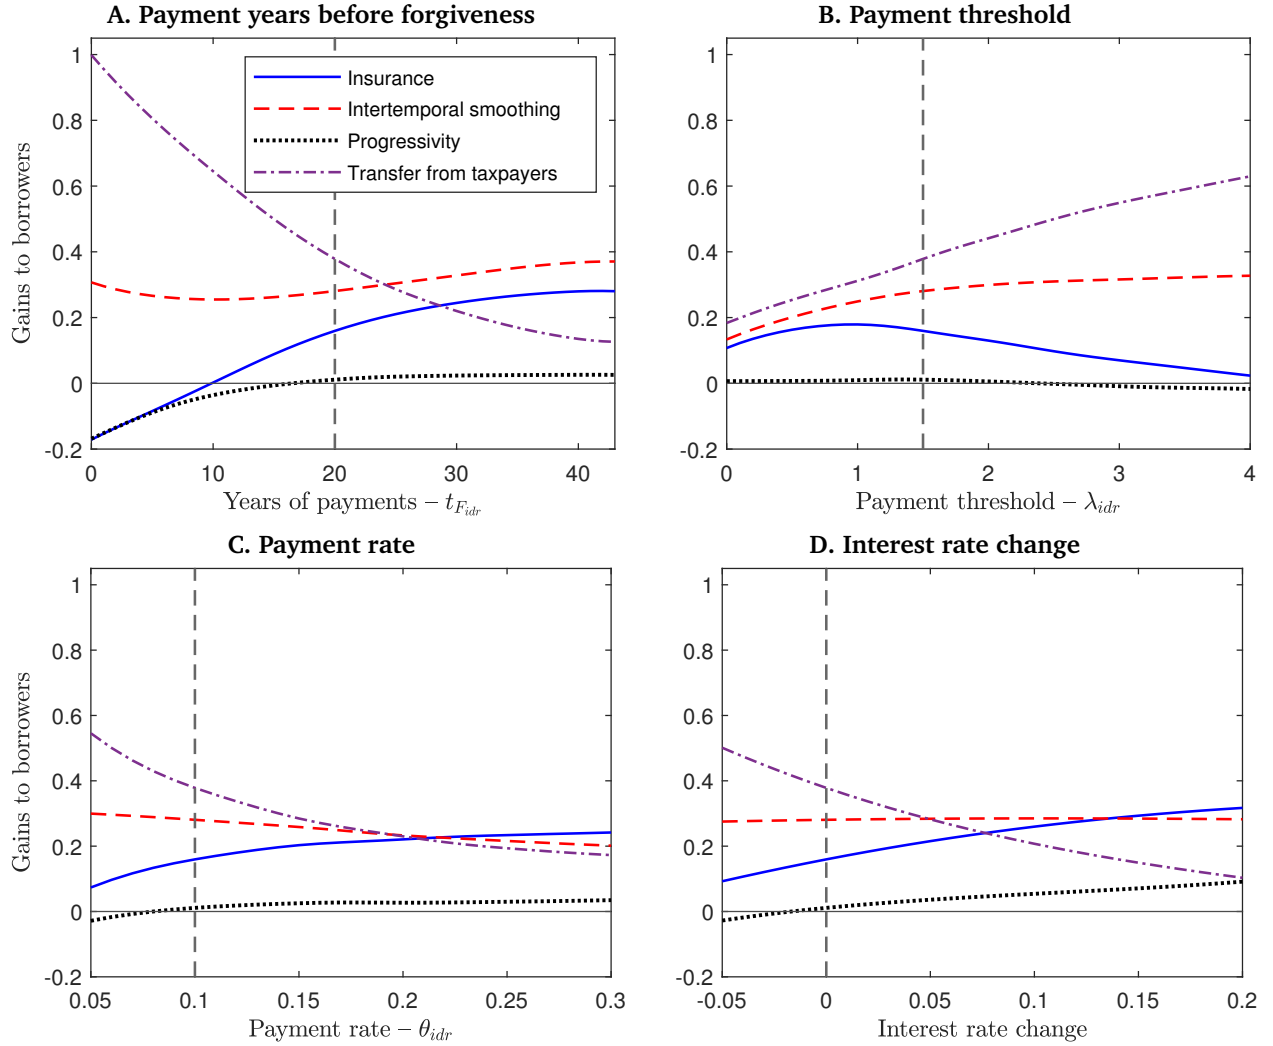 A. Payment years before forgiveness
Gains to borrowers
1
0.8
0.6
0.4
0.2
0
-0.2
Insurance
Intertemporal smoothing
Progressivity
Transfer from taxpayers
0 10 20 30 40
Years of payments – t_{F_{idr}}
B. Payment threshold
1
0.8
0.6
0.4
0.2
0
-0.2
0 1 2 3 4
Payment threshold – λ_{idr}
C. Payment rate
Gains to borrowers
1
0.8
0.6
0.4
0.2
0
-0.2
0.05 0.1 0.15 0.2 0.25 0.3
Payment rate – θ_{idr}
D. Interest rate change
1
0.8
0.6
0.4
0.2
0
-0.2
-0.05 0 0.05 0.1 0.15 0.2
Interest rate change